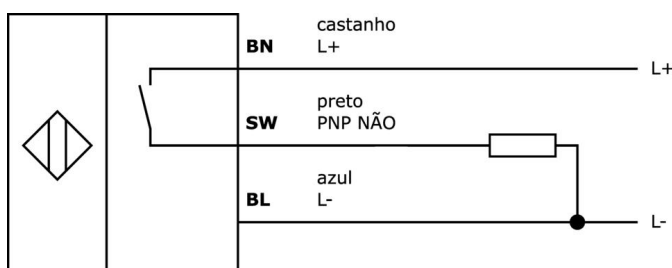 castanho
BN L+
L+
preto
SW PNP NÃO
azul
BL L-
L-